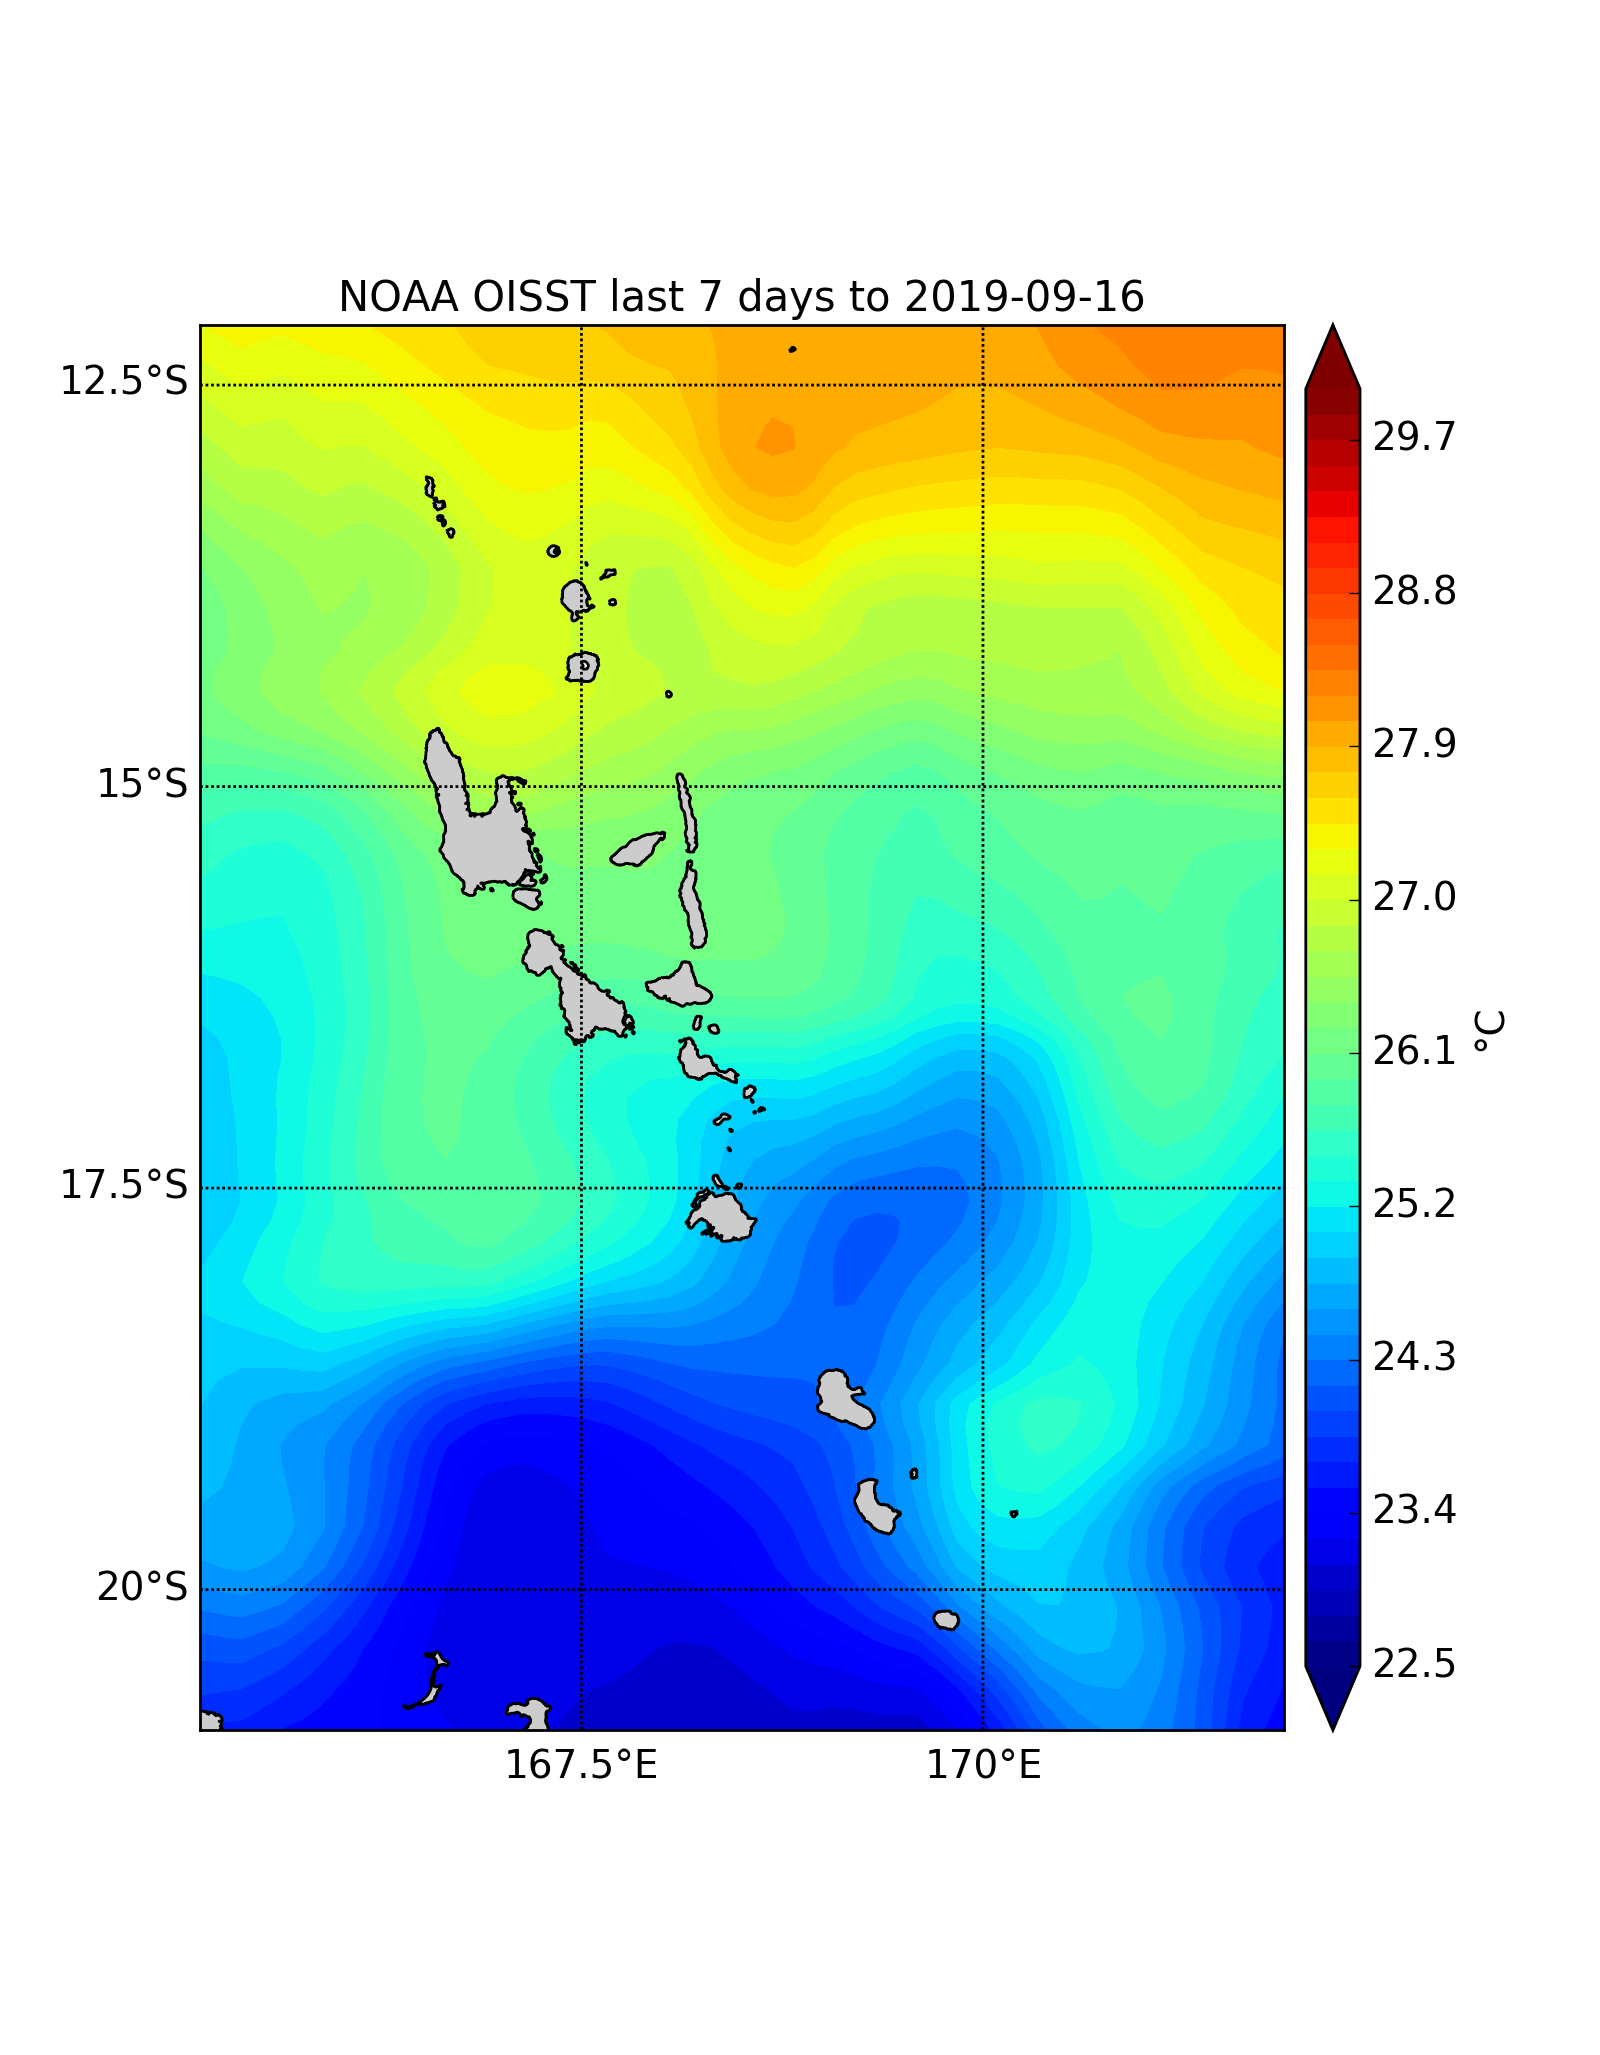 NOAA OISST last 7 days to 2019-09-16
12.5°S
15°S
17.5°S
20°S
167.5°E
170°E
29.7
28.8
27.9
27.0
26.1
25.2
24.3
23.4
22.5
°C